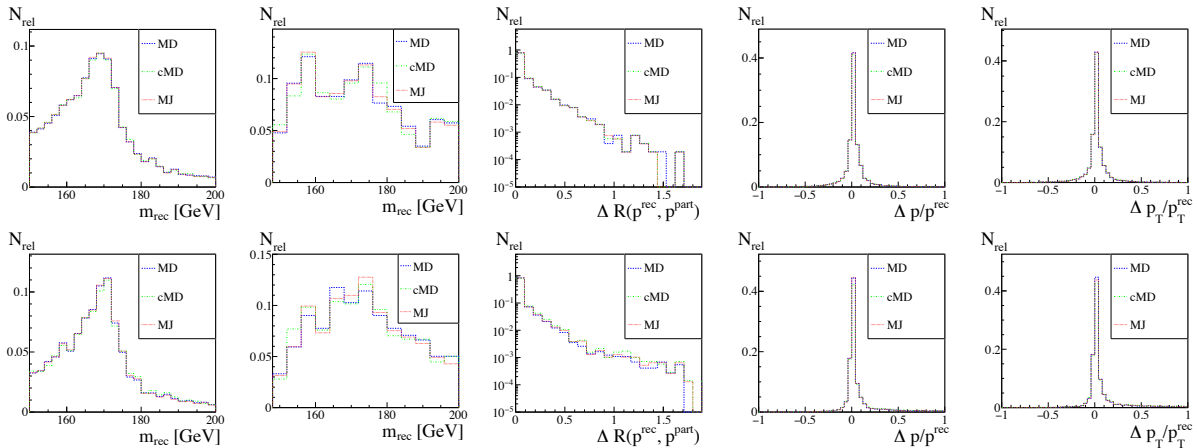 N_rel
0.1
0.05
0
160 180 200
m_rec [GeV]
MD
cMD
MJ
N_rel
0.15
0.1
0.05
0
160 180 200
m_rec [GeV]
MD
cMD
MJ
N_rel
1
10^−1
10^−2
10^−3
10^−4
10^−5
0 0.5 1 1.5
Δ R(p^rec, p^part)
MD
cMD
MJ
N_rel
0.4
0.2
0
−1 −0.5 0 0.5 1
Δ p/p^rec
MD
cMD
MJ
N_rel
0.4
0.2
0
−1 −0.5 0 0.5 1
Δ p_T/p_T^rec
MD
cMD
MJ
N_rel
0.1
0.05
0
160 180 200
m_rec [GeV]
MD
cMD
MJ
N_rel
0.15
0.1
0.05
0
160 180 200
m_rec [GeV]
MD
cMD
MJ
N_rel
1
10^−1
10^−2
10^−3
10^−4
10^−5
0 0.5 1 1.5
Δ R(p^rec, p^part)
MD
cMD
MJ
N_rel
0.4
0.2
0
−1 −0.5 0 0.5 1
Δ p/p^rec
MD
cMD
MJ
N_rel
0.4
0.2
0
−1 −0.5 0 0.5 1
Δ p_T/p_T^rec
MD
cMD
MJ